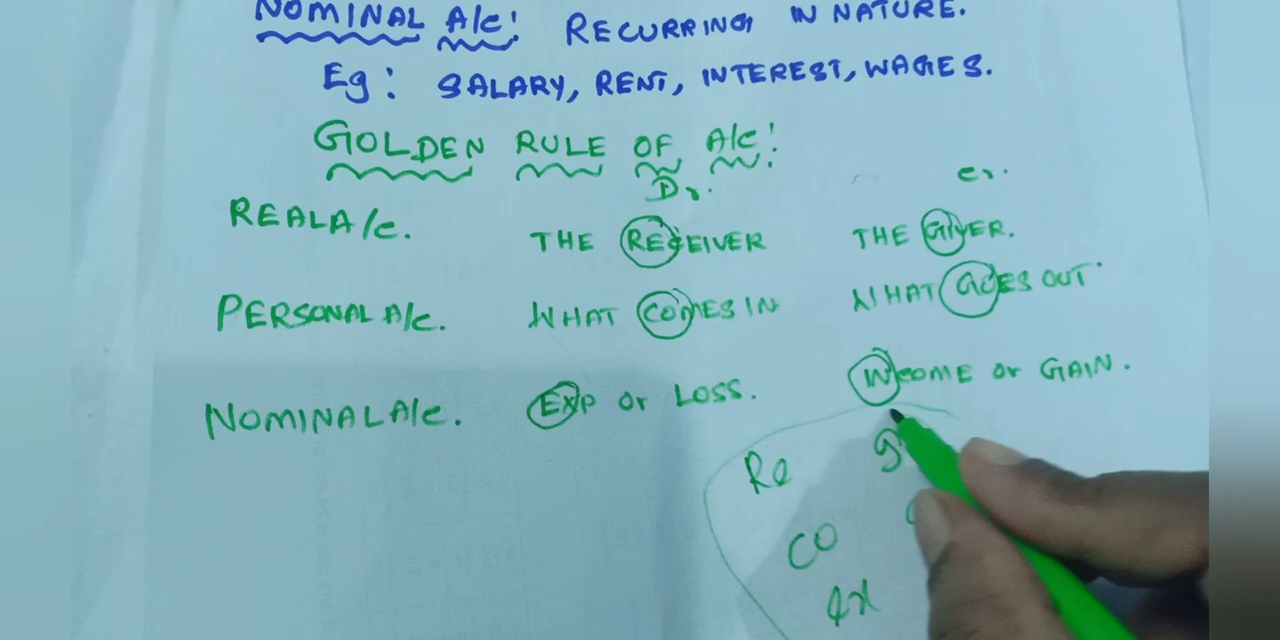 NOMINAL A/c: RECURRING IN NATURE.
Eg: SALARY, RENT, INTEREST, WAGES.
GOLDEN RULE OF A/c:
Dr. Cr.
REAL A/c. THE RECEIVER THE GIVER.
PERSONAL A/c. WHAT COMES IN WHAT GOES OUT.
NOMINAL A/c. EXP or LOSS. INCOME or GAIN.
Re
CO
ex